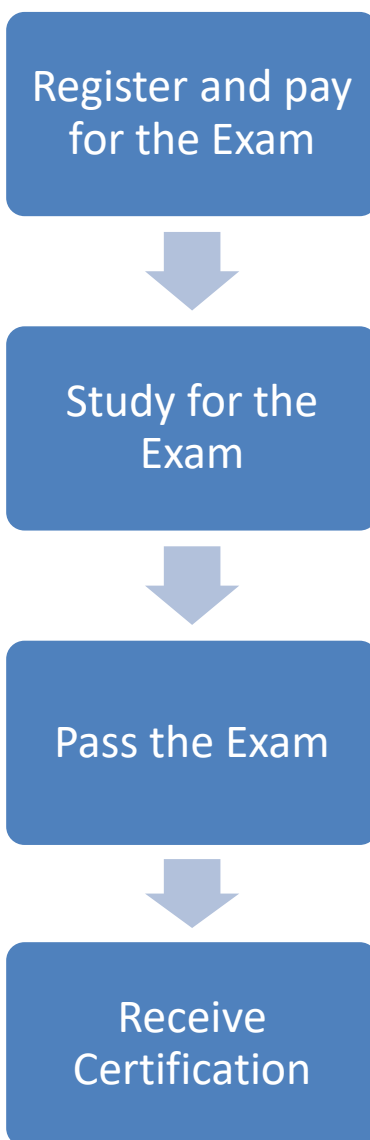 Register and pay
for the Exam
Study for the
Exam
Pass the Exam
Receive
Certification